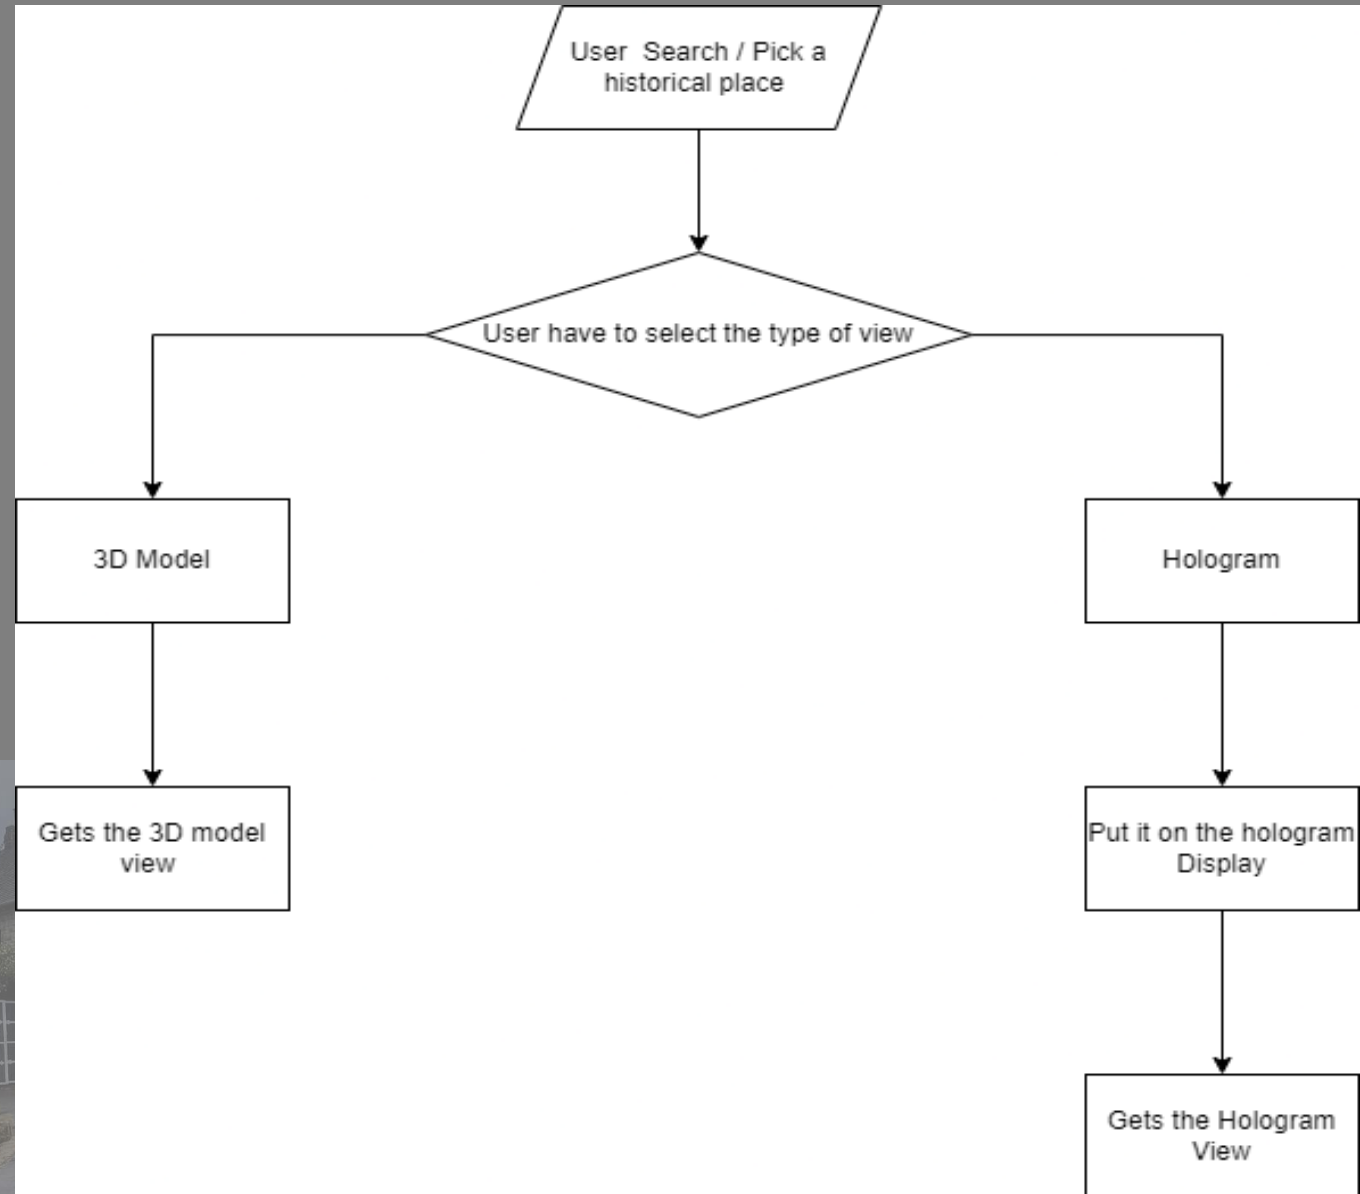 User  Search / Pick a
historical place
User have to select the type of view
3D Model
Hologram
Gets the 3D model
view
Put it on the hologram
Display
Gets the Hologram
View